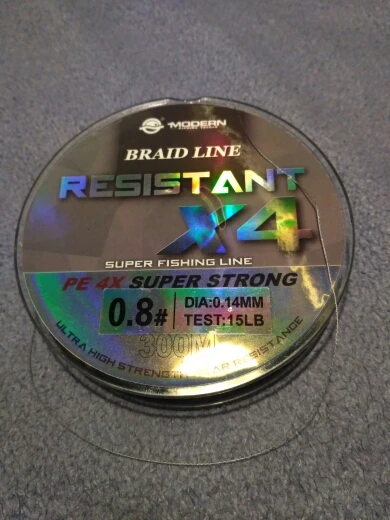 MODERN
BRAID LINE
RESISTANT
X4
SUPER FISHING LINE
PE 4X SUPER STRONG
0.8#
DIA:0.14MM
TEST:15LB
300M
ULTRA HIGH STRENGTH RESISTANCE